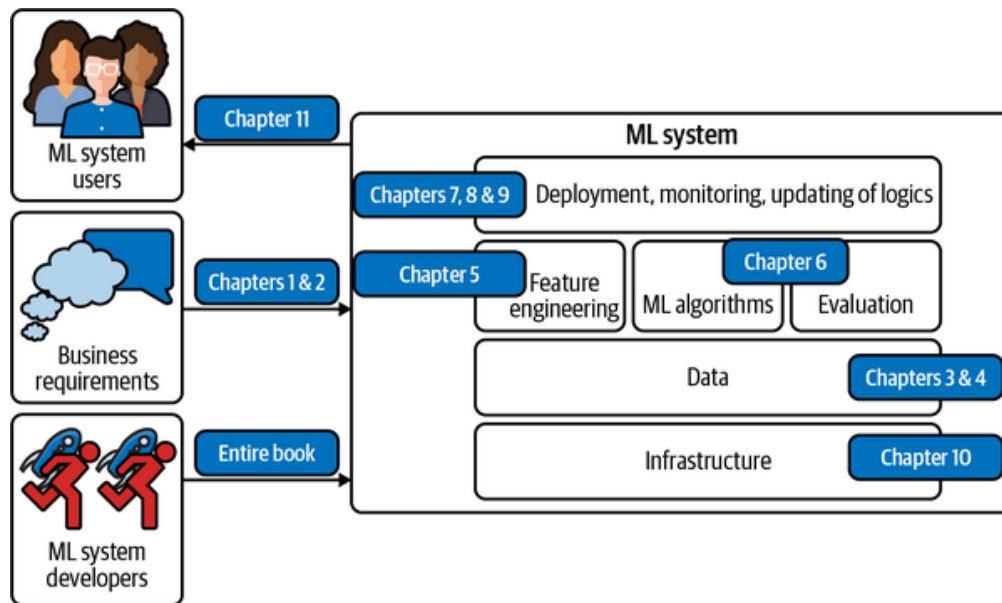 ML system
users
Chapter 11
Business
requirements
Chapters 1 & 2
ML system
developers
Entire book
ML system
Chapters 7, 8 & 9
Deployment, monitoring, updating of logics
Chapter 5
Feature
engineering
Chapter 6
ML algorithms
Evaluation
Data
Chapters 3 & 4
Infrastructure
Chapter 10